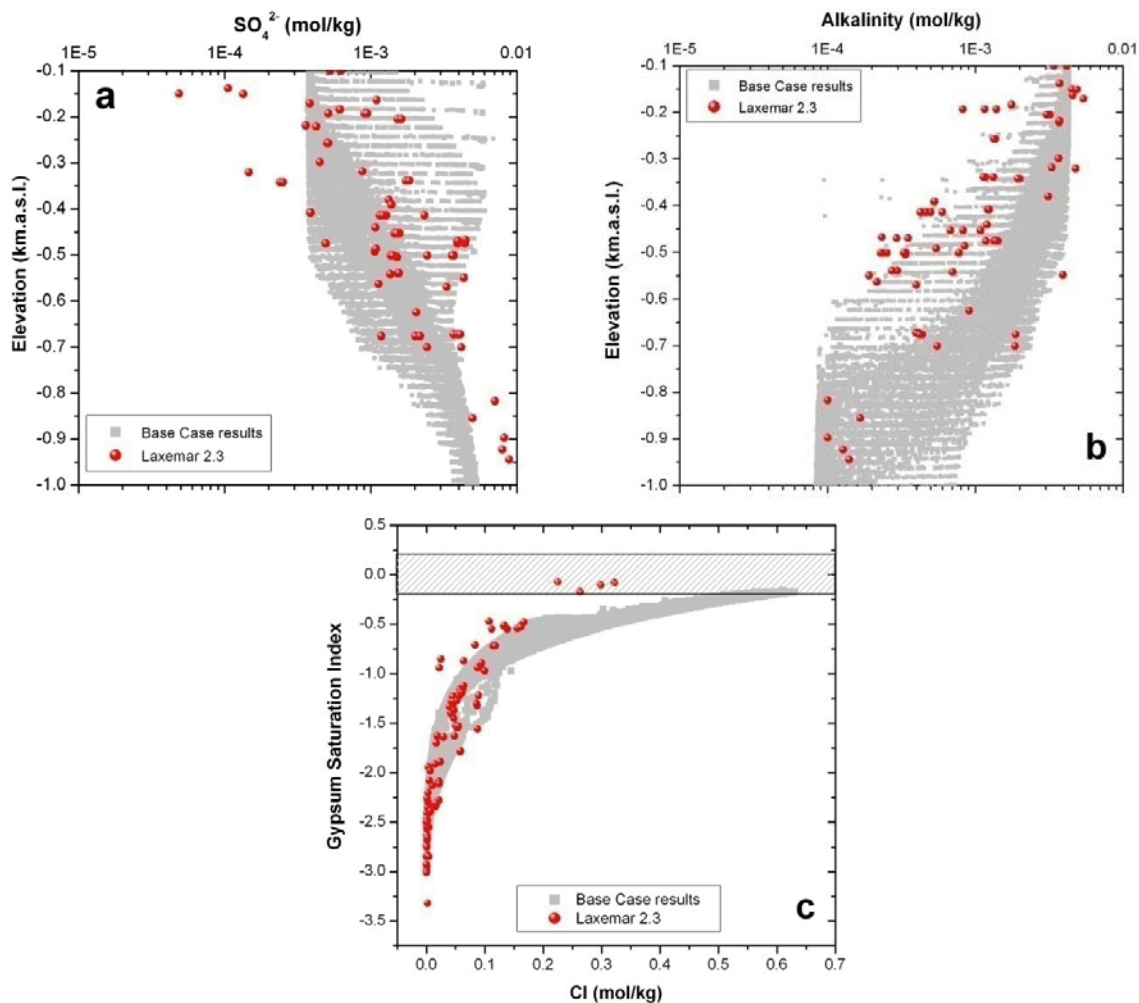 SO₄²⁻ (mol/kg)
1E-5 1E-4 1E-3 0.01
Elevation (km.a.s.l.)
-0.1
-0.2
-0.3
-0.4
-0.5
-0.6
-0.7
-0.8
-0.9
-1.0
a
Base Case results
Laxemar 2.3
Alkalinity (mol/kg)
1E-5 1E-4 1E-3 0.01
Elevation (km.a.s.l.)
-0.1
-0.2
-0.3
-0.4
-0.5
-0.6
-0.7
-0.8
-0.9
-1.0
Base Case results
Laxemar 2.3
b
Gypsum Saturation Index
0.5
0.0
-0.5
-1.0
-1.5
-2.0
-2.5
-3.0
-3.5
Base Case results
Laxemar 2.3
c
0.0 0.1 0.2 0.3 0.4 0.5 0.6 0.7
Cl (mol/kg)